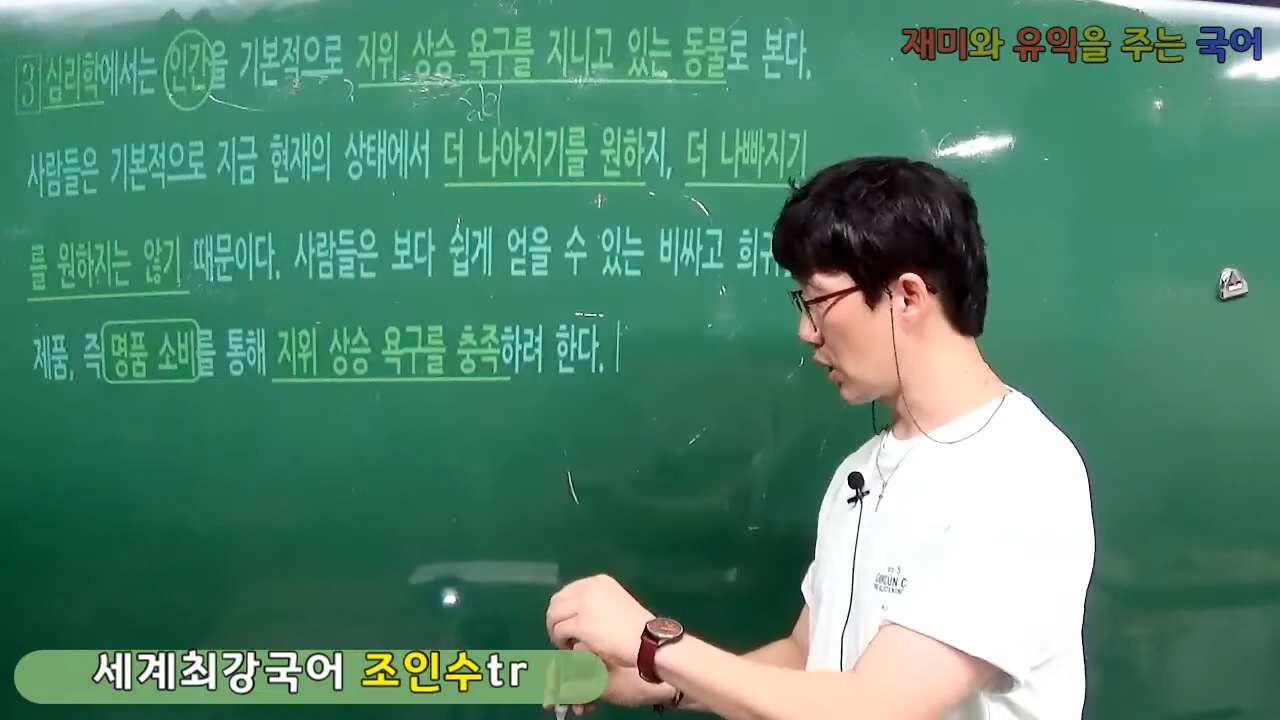 재미와 유익을 주는 국어
3 심리학에서는 인간을 기본적으로 지위 상승 욕구를 지니고 있는 동물로 본다.
사람들은 기본적으로 지금 현재의 상태에서 더 나아지기를 원하지, 더 나빠지기
를 원하지는 않기 때문이다. 사람들은 보다 쉽게 얻을 수 있는 비싸고
제품, 즉 명품 소비를 통해 지위 상승 욕구를 충족하려 한다.
세계최강국어 조인수tr